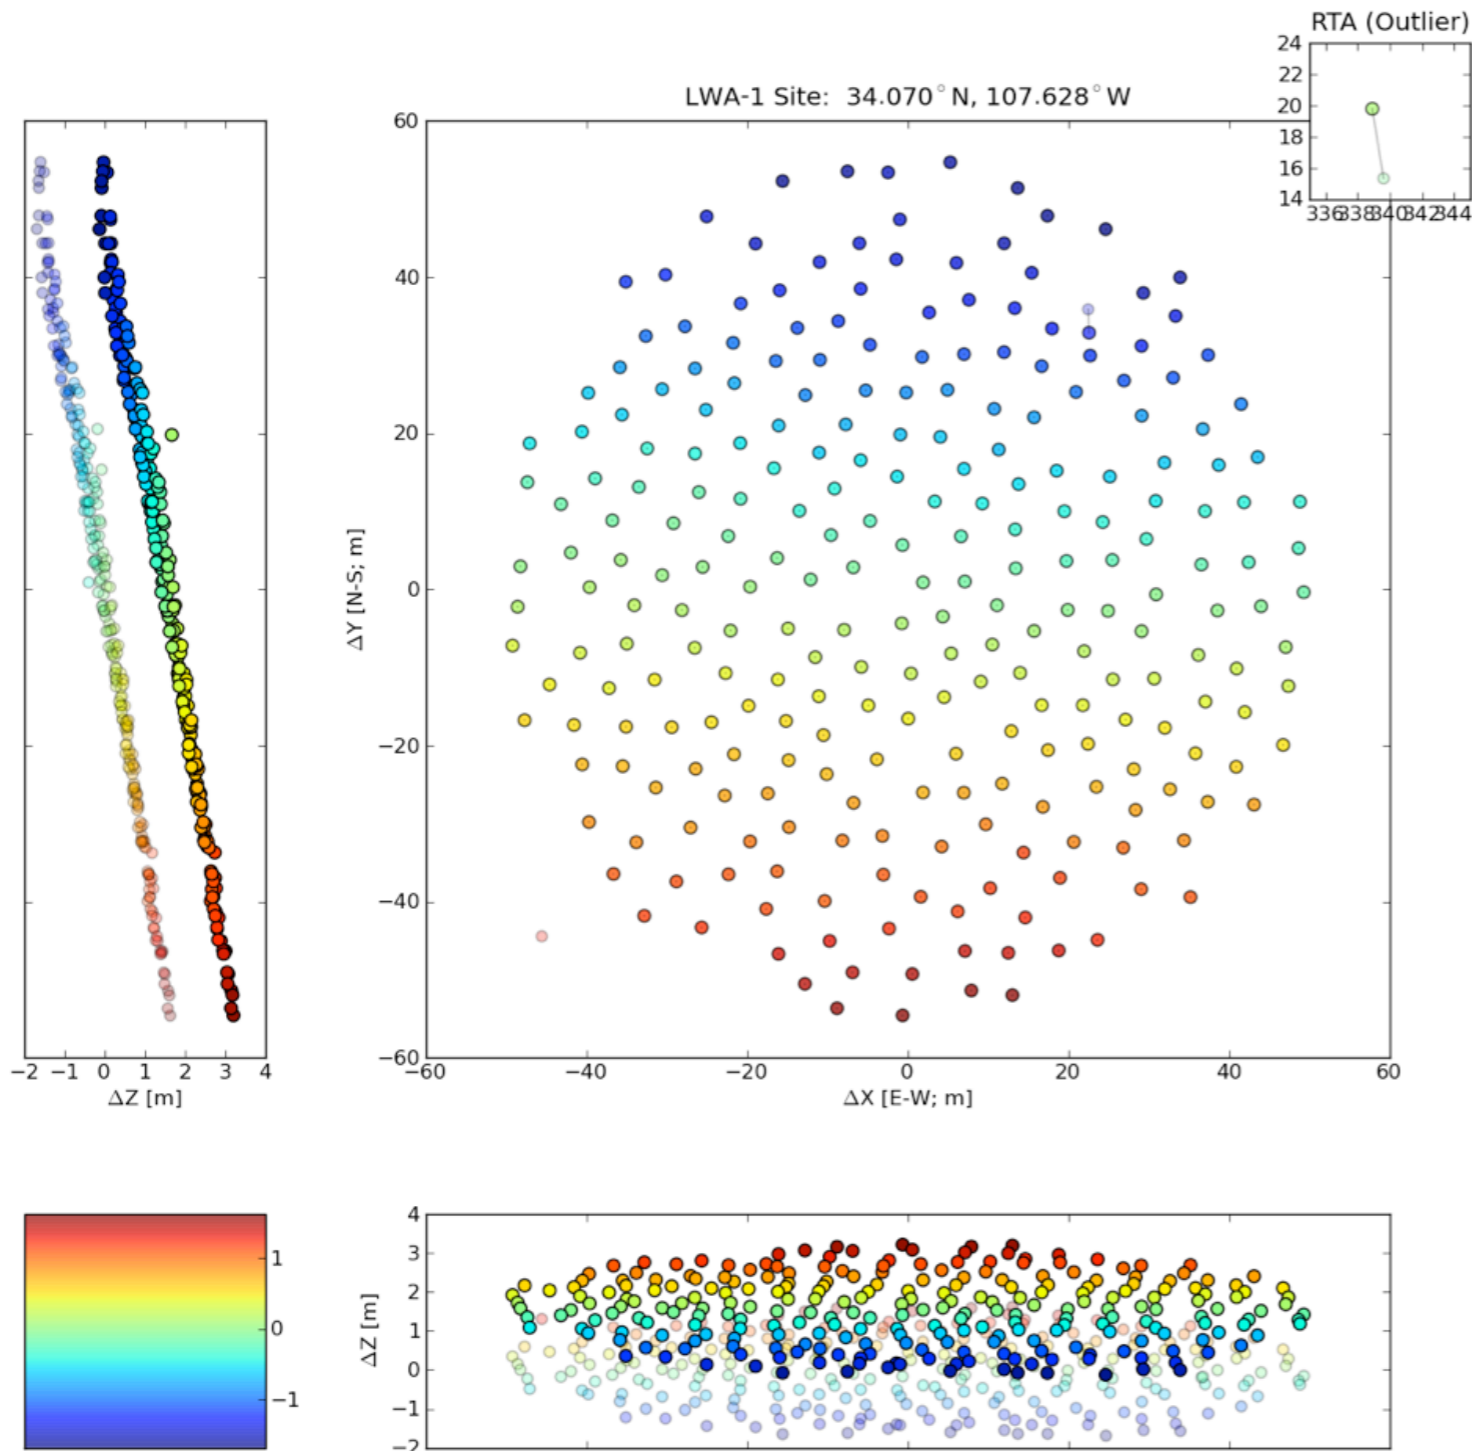 RTA (Outlier)
24
22
20
18
16
14
336 338 340 342 344
LWA-1 Site: 34.070°N, 107.628°W
60
40
20
0
−20
−40
−60
ΔY [N-S; m]
−2 −1 0 1 2 3 4
ΔZ [m]
−60 −40 −20 0 20 40 60
ΔX [E-W; m]
1
0
−1
4
3
2
1
0
−1
−2
ΔZ [m]